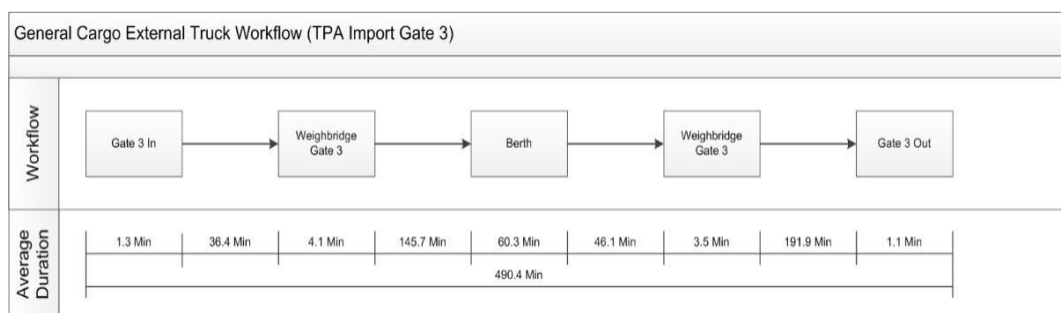 General Cargo External Truck Workflow (TPA Import Gate 3)
Workflow
Gate 3 In
Weighbridge
Gate 3
Berth
Weighbridge
Gate 3
Gate 3 Out
Average
Duration
1.3 Min
36.4 Min
4.1 Min
145.7 Min
60.3 Min
46.1 Min
3.5 Min
191.9 Min
1.1 Min
490.4 Min